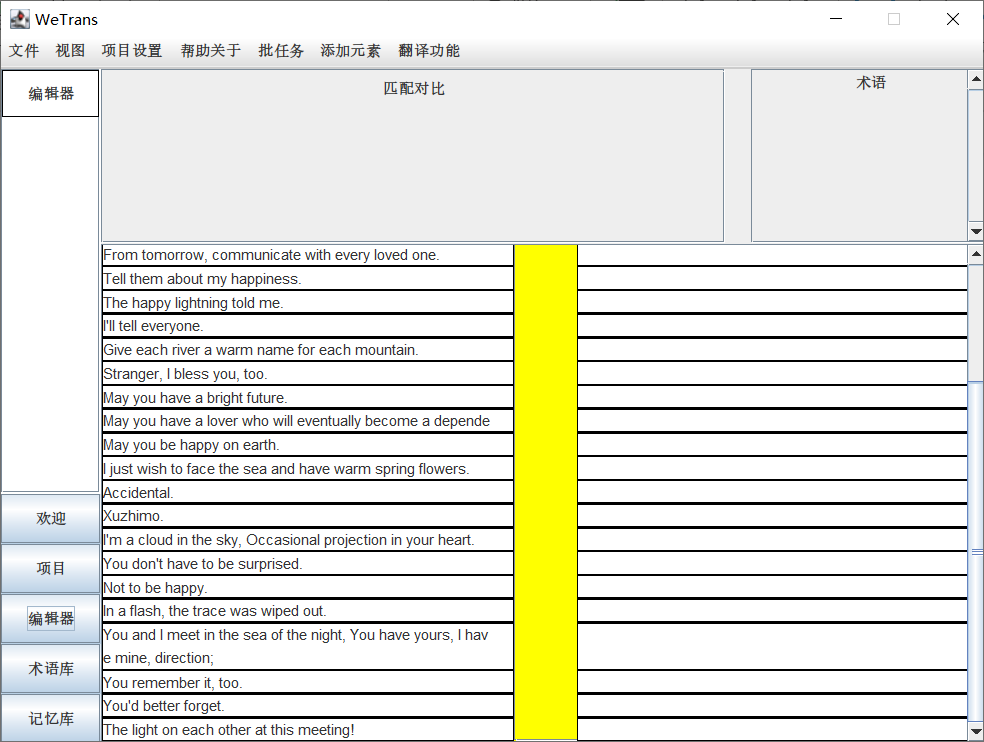 WeTrans
文件 视图 项目设置 帮助关于 批任务 添加元素 翻译功能
编辑器
匹配对比
术语
From tomorrow, communicate with every loved one.
Tell them about my happiness.
The happy lightning told me.
I'll tell everyone.
Give each river a warm name for each mountain.
Stranger, I bless you, too.
May you have a bright future.
May you have a lover who will eventually become a depende
May you be happy on earth.
I just wish to face the sea and have warm spring flowers.
Accidental.
Xuzhimo.
I'm a cloud in the sky, Occasional projection in your heart.
You don't have to be surprised.
Not to be happy.
In a flash, the trace was wiped out.
You and I meet in the sea of the night, You have yours, I hav
e mine, direction;
You remember it, too.
You'd better forget.
The light on each other at this meeting!
欢迎
项目
编辑器
术语库
记忆库